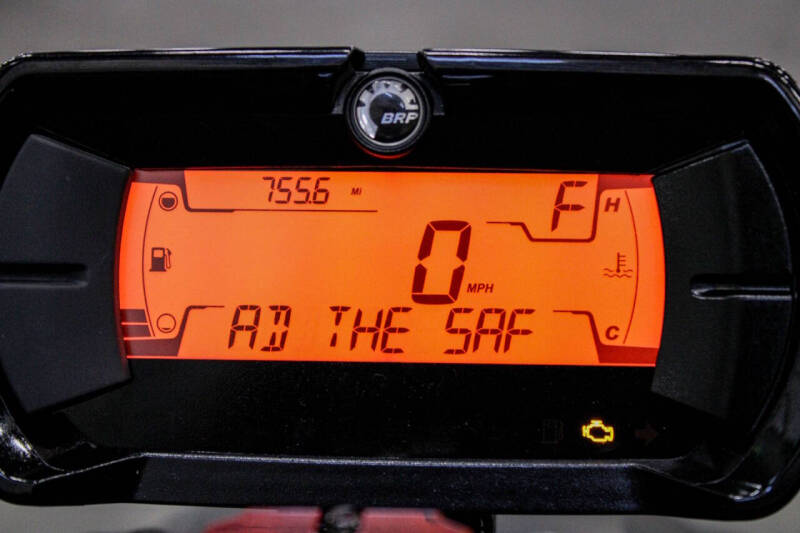 BRP
755.6 MI
F
H
0 MPH
AD THE SAF
C